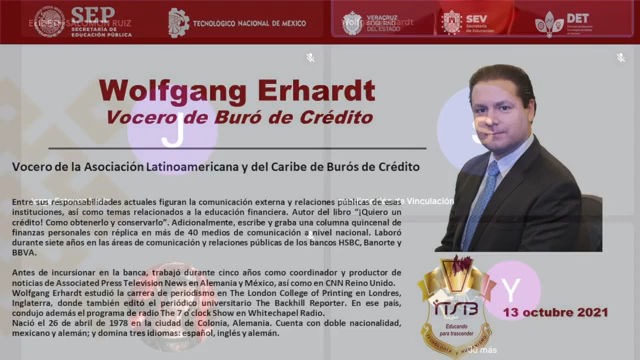 SEP
SECRETARÍA DE
EDUCACIÓN PÚBLICA
TECNOLÓGICO NACIONAL DE MÉXICO
VERACRUZ
GOBIERNO
DEL ESTADO
SEV
Secretaría
de Educación
DET
Wolfgang Erhardt
Vocero de Buró de Crédito
Vocero de la Asociación Latinoamericana y del Caribe de Burós de Crédito
Entre sus responsabilidades actuales figuran la comunicación externa y relaciones públicas de esas
instituciones, así como temas relacionados a la educación financiera. Autor del libro "¡Quiero un
crédito! Como obtenerlo y conservarlo". Adicionalmente, escribe y graba una columna quincenal de
finanzas personales con réplica en más de 40 medios de comunicación a nivel nacional. Laboró
durante siete años en las áreas de comunicación y relaciones públicas de los bancos HSBC, Banorte y
BBVA.
Antes de incursionar en la banca, trabajó durante cinco años como coordinador y productor de
noticias de Associated Press Television News en Alemania y México, así como en CNN Reino Unido.
Wolfgang Erhardt estudió la carrera de periodismo en The London College of Printing en Londres,
Inglaterra, donde también editó el periódico universitario The Backhill Reporter. En ese país,
condujo además el programa de radio The 7 o´clock Show en Whitechapel Radio.
Nació el 26 de abril de 1978 en la ciudad de Colonia, Alemania. Cuenta con doble nacionalidad,
mexicano y alemán; y domina tres idiomas: español, inglés y alemán.
J
de Vinculación
ITSTB
Educando
para trascender
Y
13 octubre 2021
más